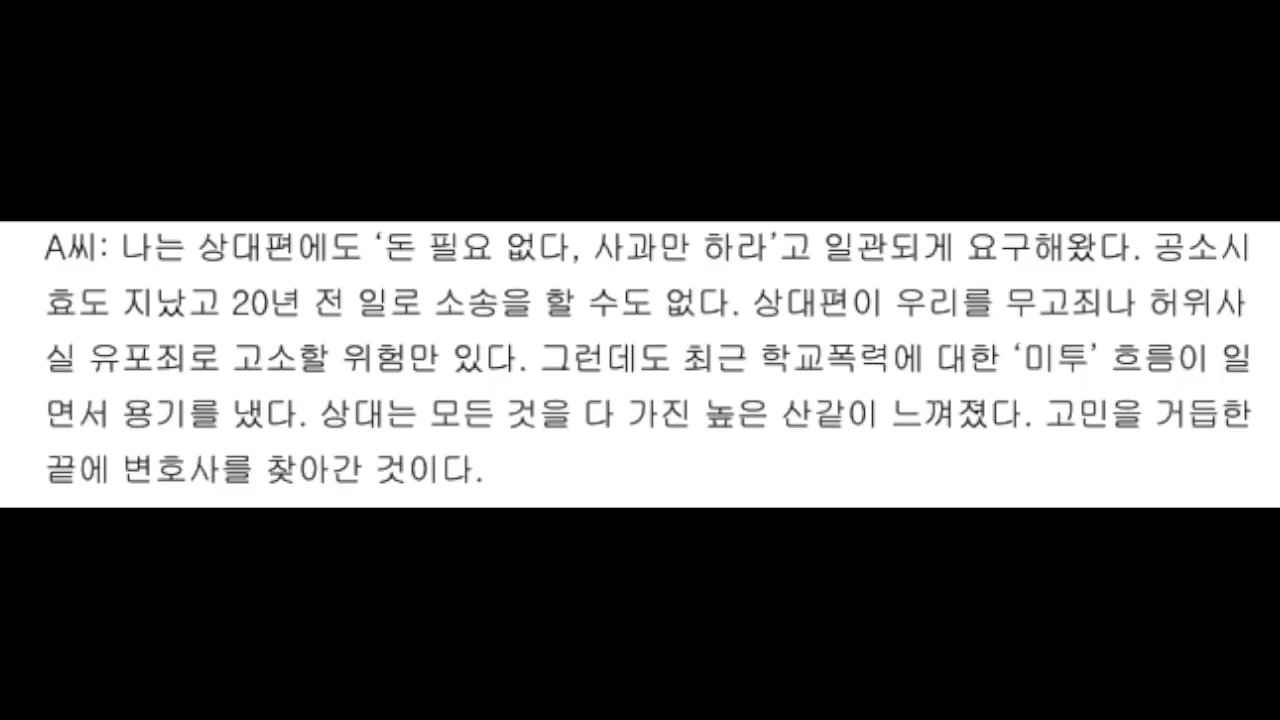 A씨: 나는 상대편에도 ‘돈 필요 없다, 사과만 하라’고 일관되게 요구해왔다. 공소시
효도 지났고 20년 전 일로 소송을 할 수도 없다. 상대편이 우리를 무고죄나 허위사
실 유포죄로 고소할 위험만 있다. 그런데도 최근 학교폭력에 대한 ‘미투’ 흐름이 일
면서 용기를 냈다. 상대는 모든 것을 다 가진 높은 산같이 느껴졌다. 고민을 거듭한
끝에 변호사를 찾아간 것이다.